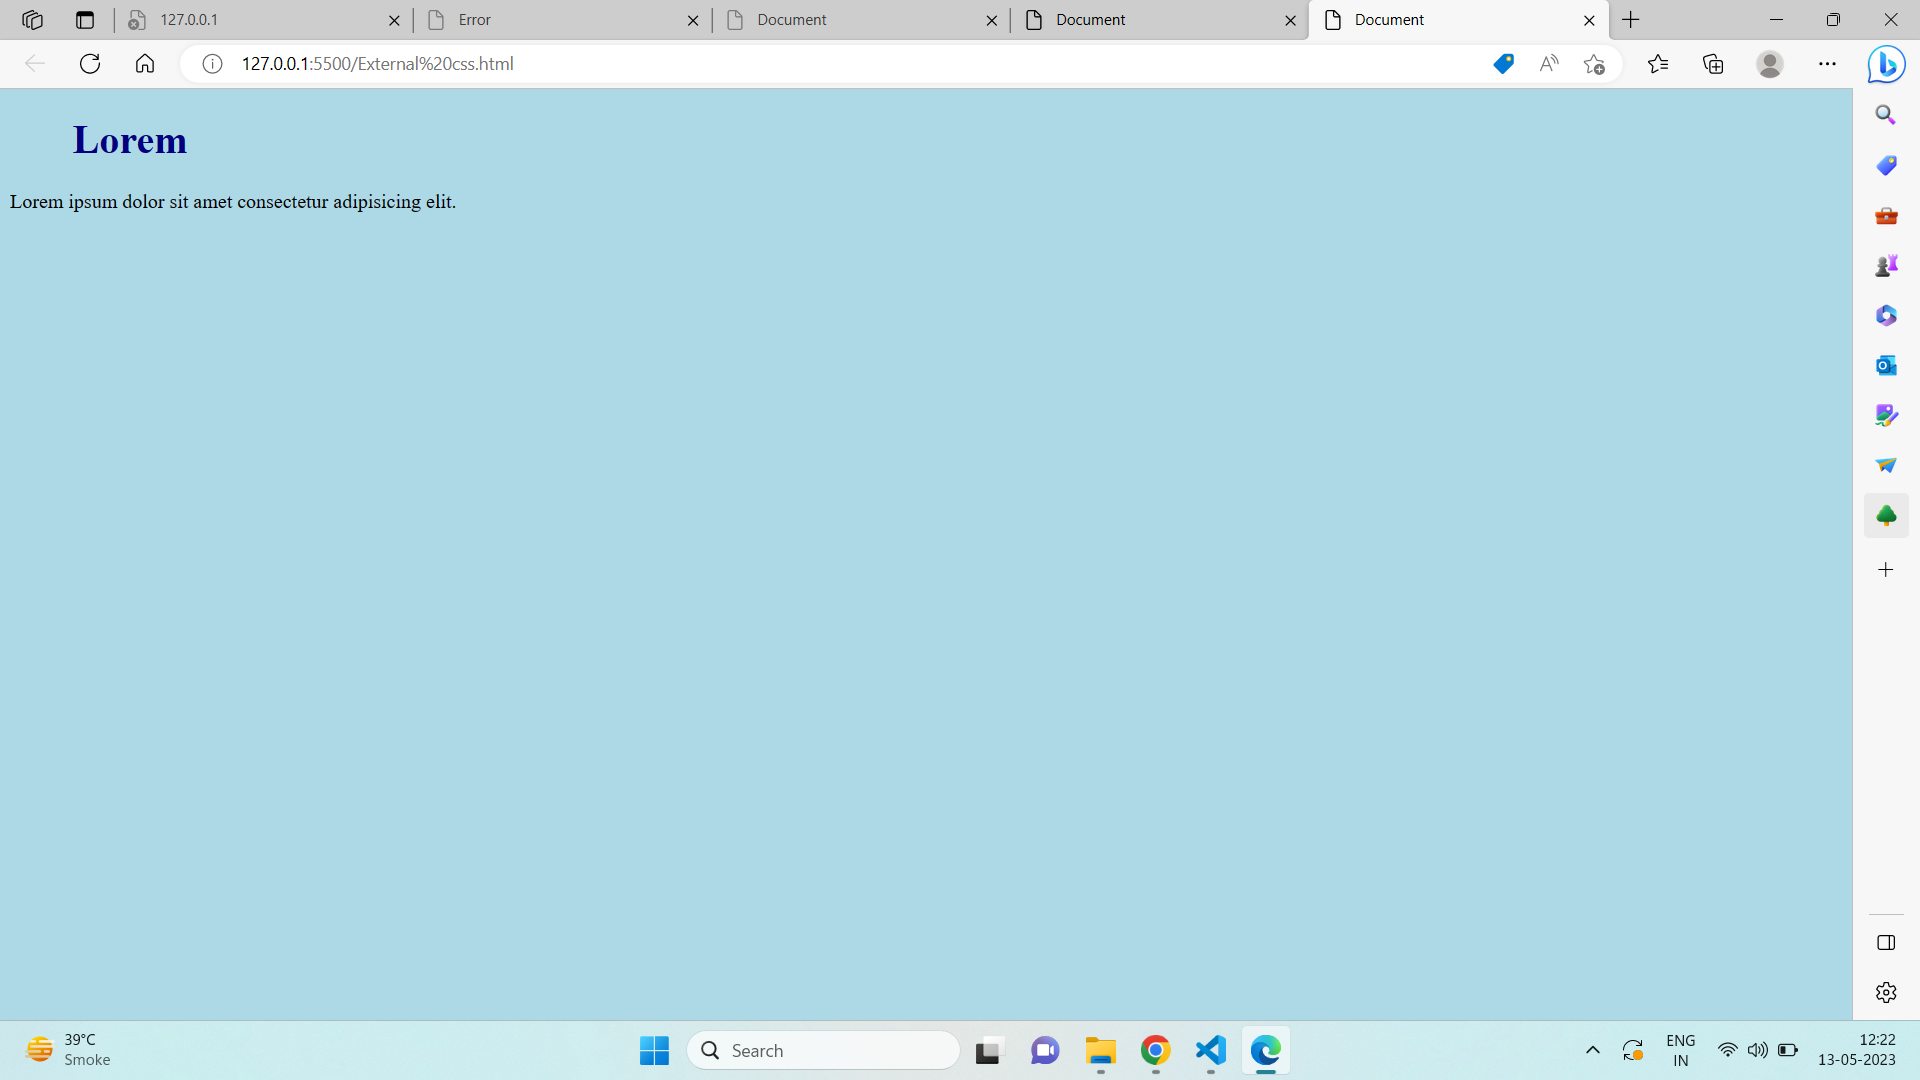 127.0.0.1
Error
Document
Document
Document
127.0.0.1:5500/External%20css.html
Lorem
Lorem ipsum dolor sit amet consectetur adipisicing elit.
39°C
Smoke
Search
ENG
IN
12:22
13-05-2023